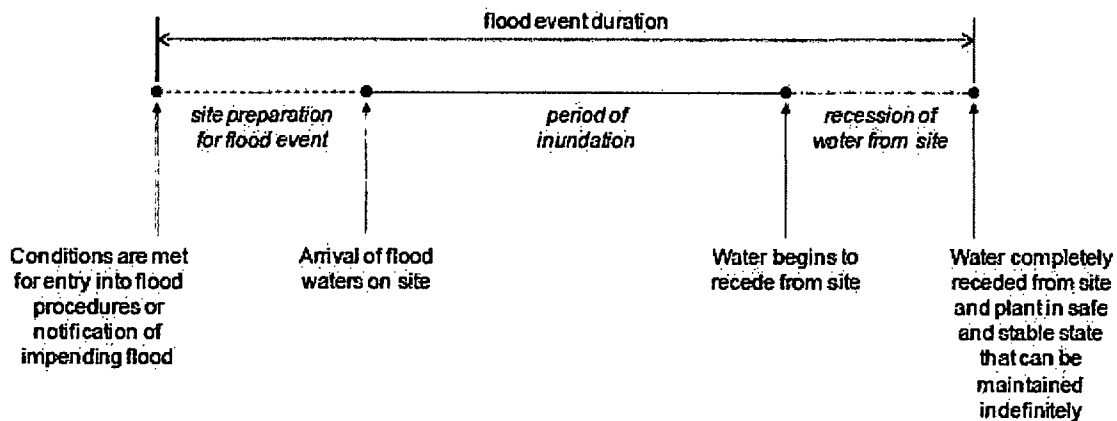 flood event duration
site preparation
for flood event
period of
inundation
recession of
water from site
Conditions are met
for entry into flood
procedures or
notification of
impending flood
Arrival of flood
waters on site
Water begins to
recede from site
Water completely
receded from site
and plant in safe
and stable state
that can be
maintained
indefinitely